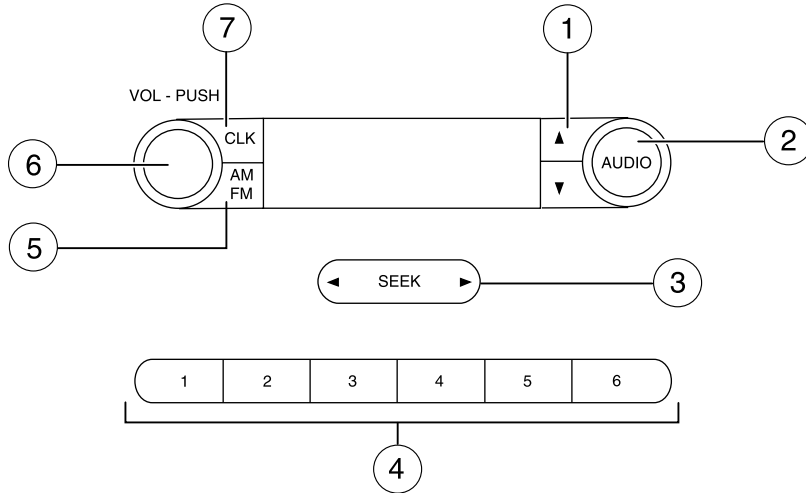 7
1
VOL - PUSH
CLK
▲
2
6
AM
FM
▼
AUDIO
5
◄ SEEK ►
3
1 2 3 4 5 6
4